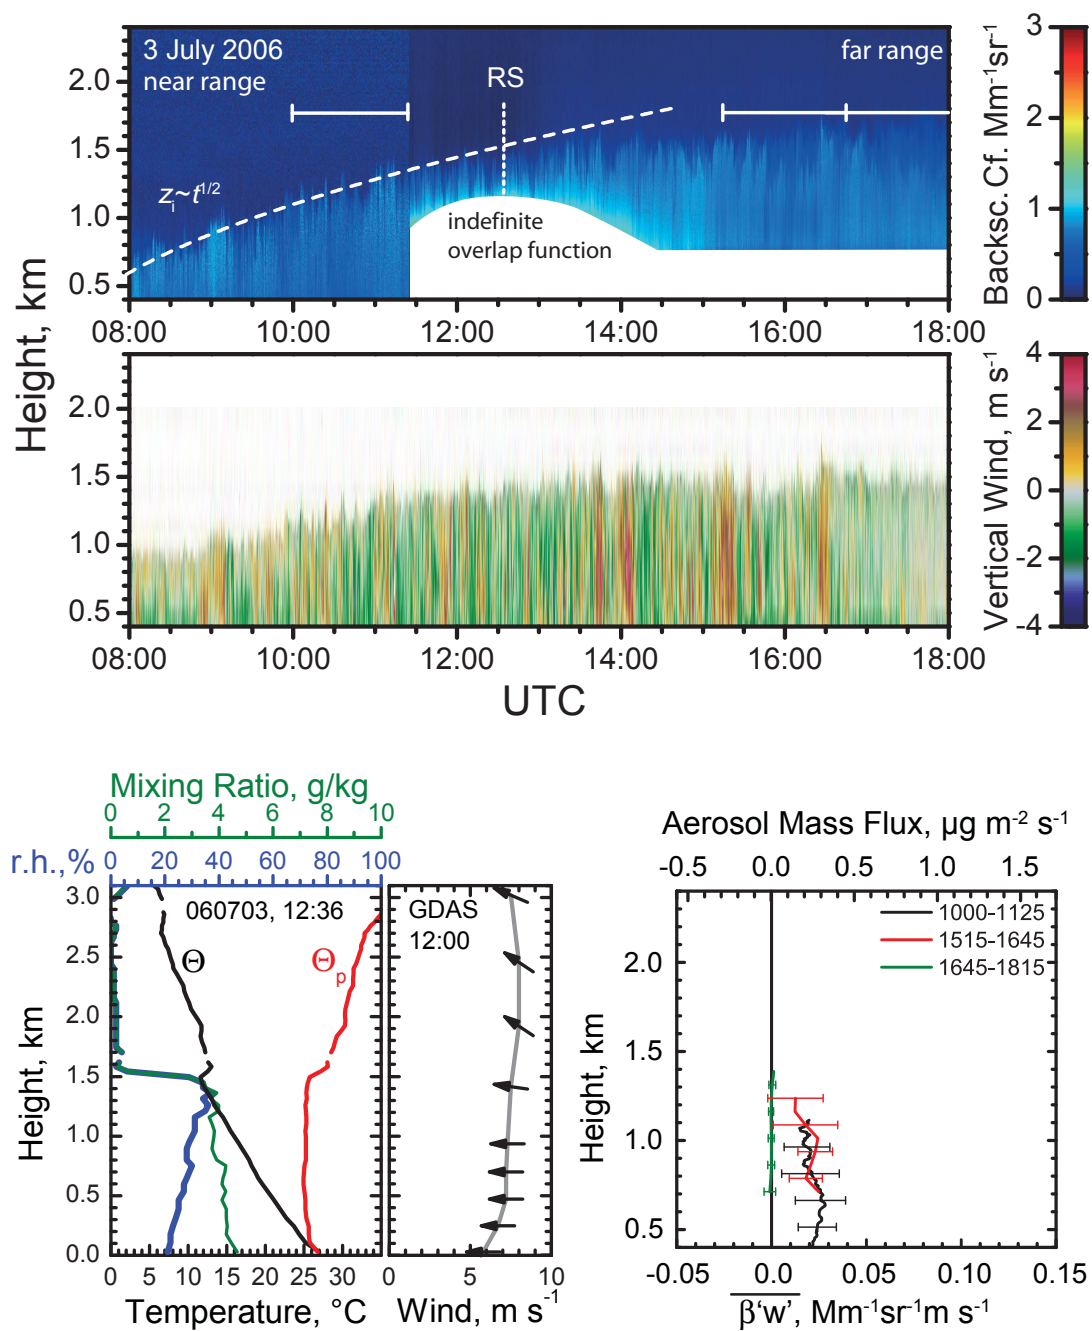 3 July 2006
near range
far range
RS
z_i~t^1/2
indefinite
overlap function
2.0
1.5
1.0
0.5
08:00 10:00 12:00 14:00 16:00 18:00
3
2
1
0
Backsc. Cf. Mm⁻¹sr⁻¹
Height, km
2.0
1.5
1.0
0.5
08:00 10:00 12:00 14:00 16:00 18:00
UTC
4
2
0
-2
-4
Vertical Wind, m s⁻¹
Mixing Ratio, g/kg
0 2 4 6 8 10
r.h.,%
0 20 40 60 80 100
060703, 12:36
Θ
Θp
3.0
2.5
2.0
1.5
1.0
0.5
0.0
Height, km
0 5 10 15 20 25 30
Temperature, °C
GDAS
12:00
0 5 10
Wind, m s⁻¹
Aerosol Mass Flux, µg m⁻² s⁻¹
-0.5 0.0 0.5 1.0 1.5
1000-1125
1515-1645
1645-1815
2.0
1.5
1.0
0.5
Height, km
-0.05 0.0 0.05 0.10 0.15
β‘w’, Mm⁻¹sr⁻¹m s⁻¹